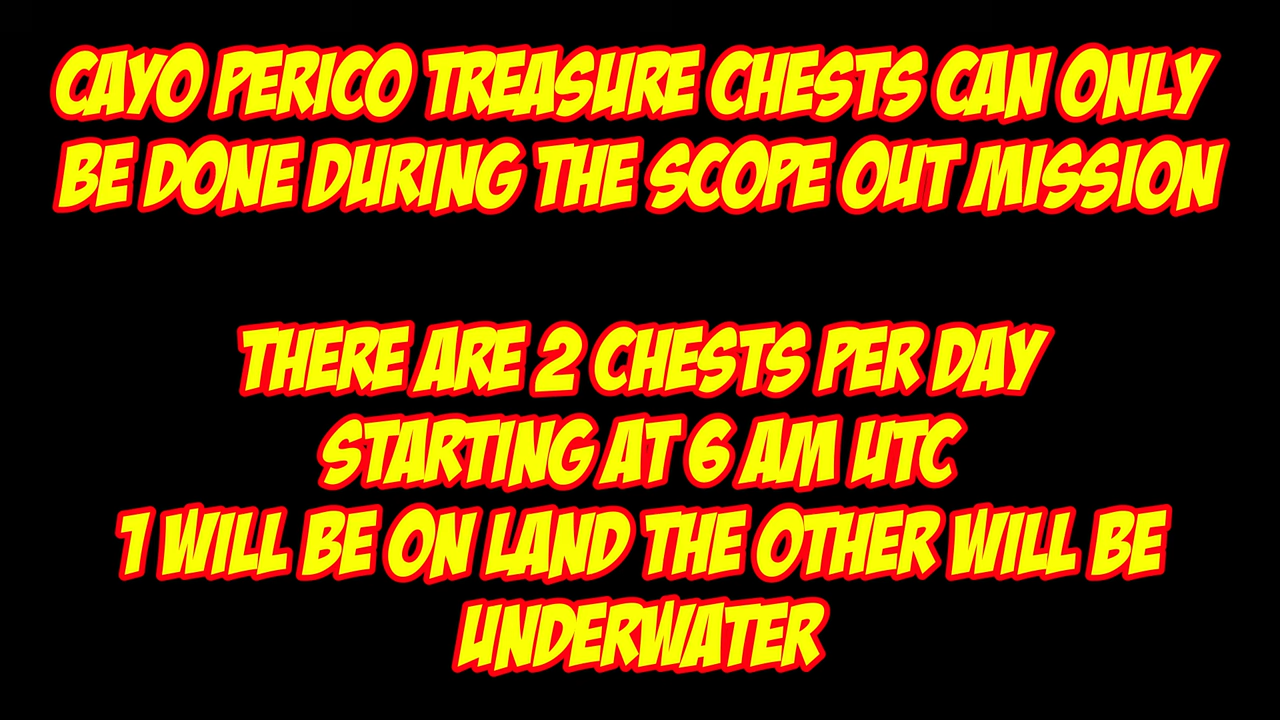 CAYO PERICO TREASURE CHESTS CAN ONLY
BE DONE DURING THE SCOPE OUT MISSION
THERE ARE 2 CHESTS PER DAY
STARTING AT 6 AM UTC
1 WILL BE ON LAND THE OTHER WILL BE
UNDERWATER